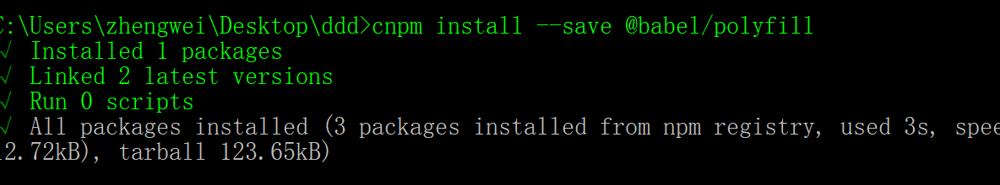 C:\Users\zhengwei\Desktop\ddd>cnpm install --save @babel/polyfill
√ Installed 1 packages
√ Linked 2 latest versions
√ Run 0 scripts
√ All packages installed (3 packages installed from npm registry, used 3s, spee
2.72kB), tarball 123.65kB)